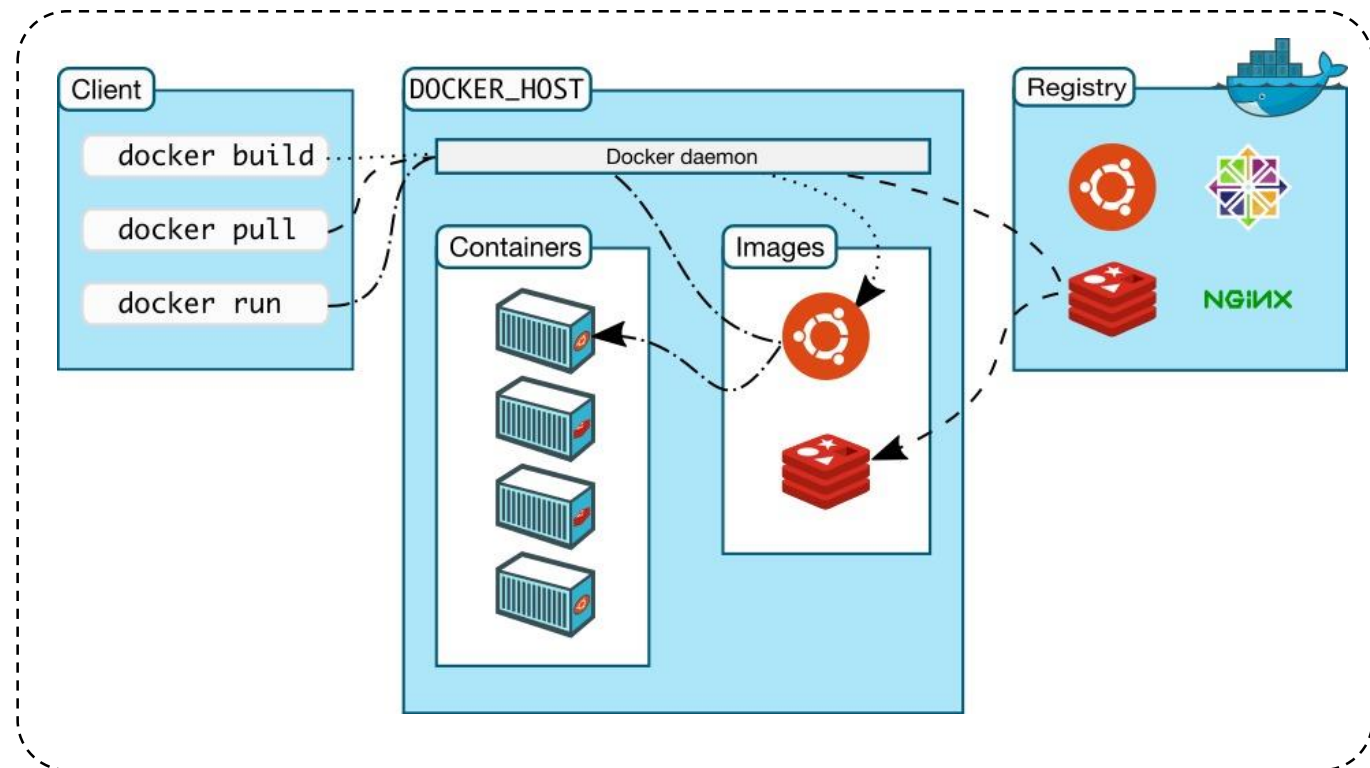 Client
docker build
docker pull
docker run
DOCKER_HOST
Docker daemon
Containers
Images
Registry
NGiNX